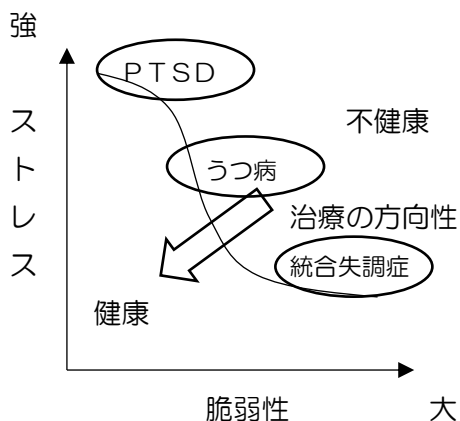 強
ＰＴＳＤ
ストレス
不健康
うつ病
治療の方向性
統合失調症
健康
脆弱性
大